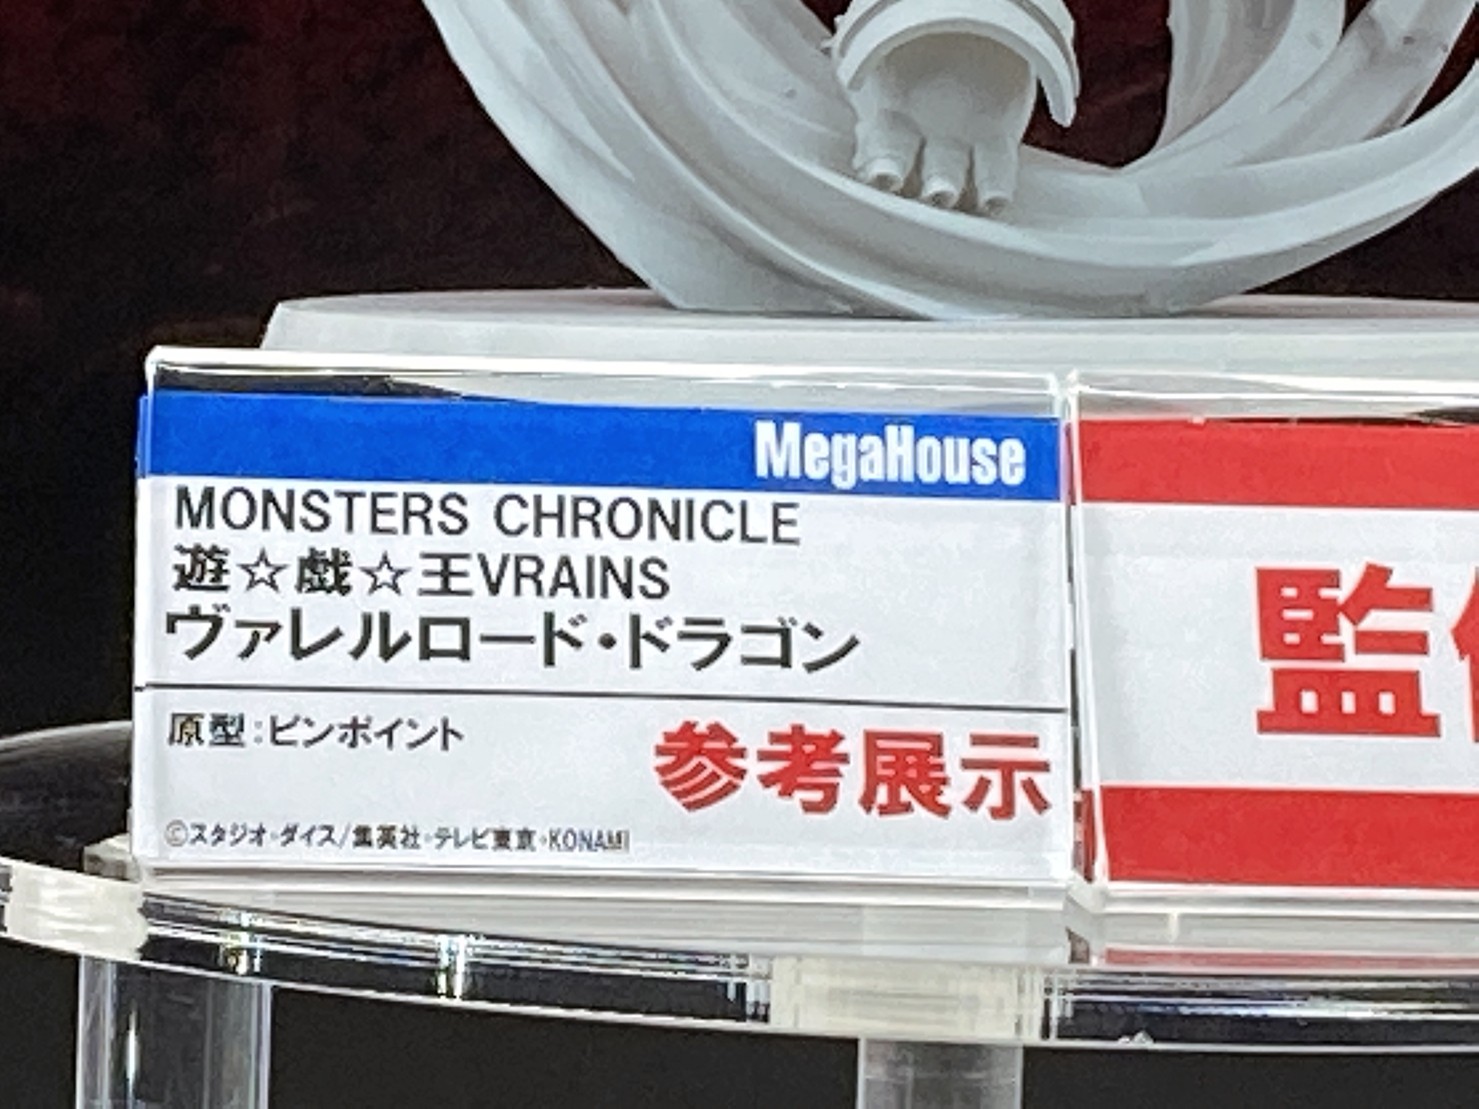 MegaHouse
MONSTERS CHRONICLE
遊☆戯☆王VRAINS
ヴァレルロード・ドラゴン
原型:ピンポイント
参考展示
©スタジオ・ダイス/集英社・テレビ東京・KONAMI
監